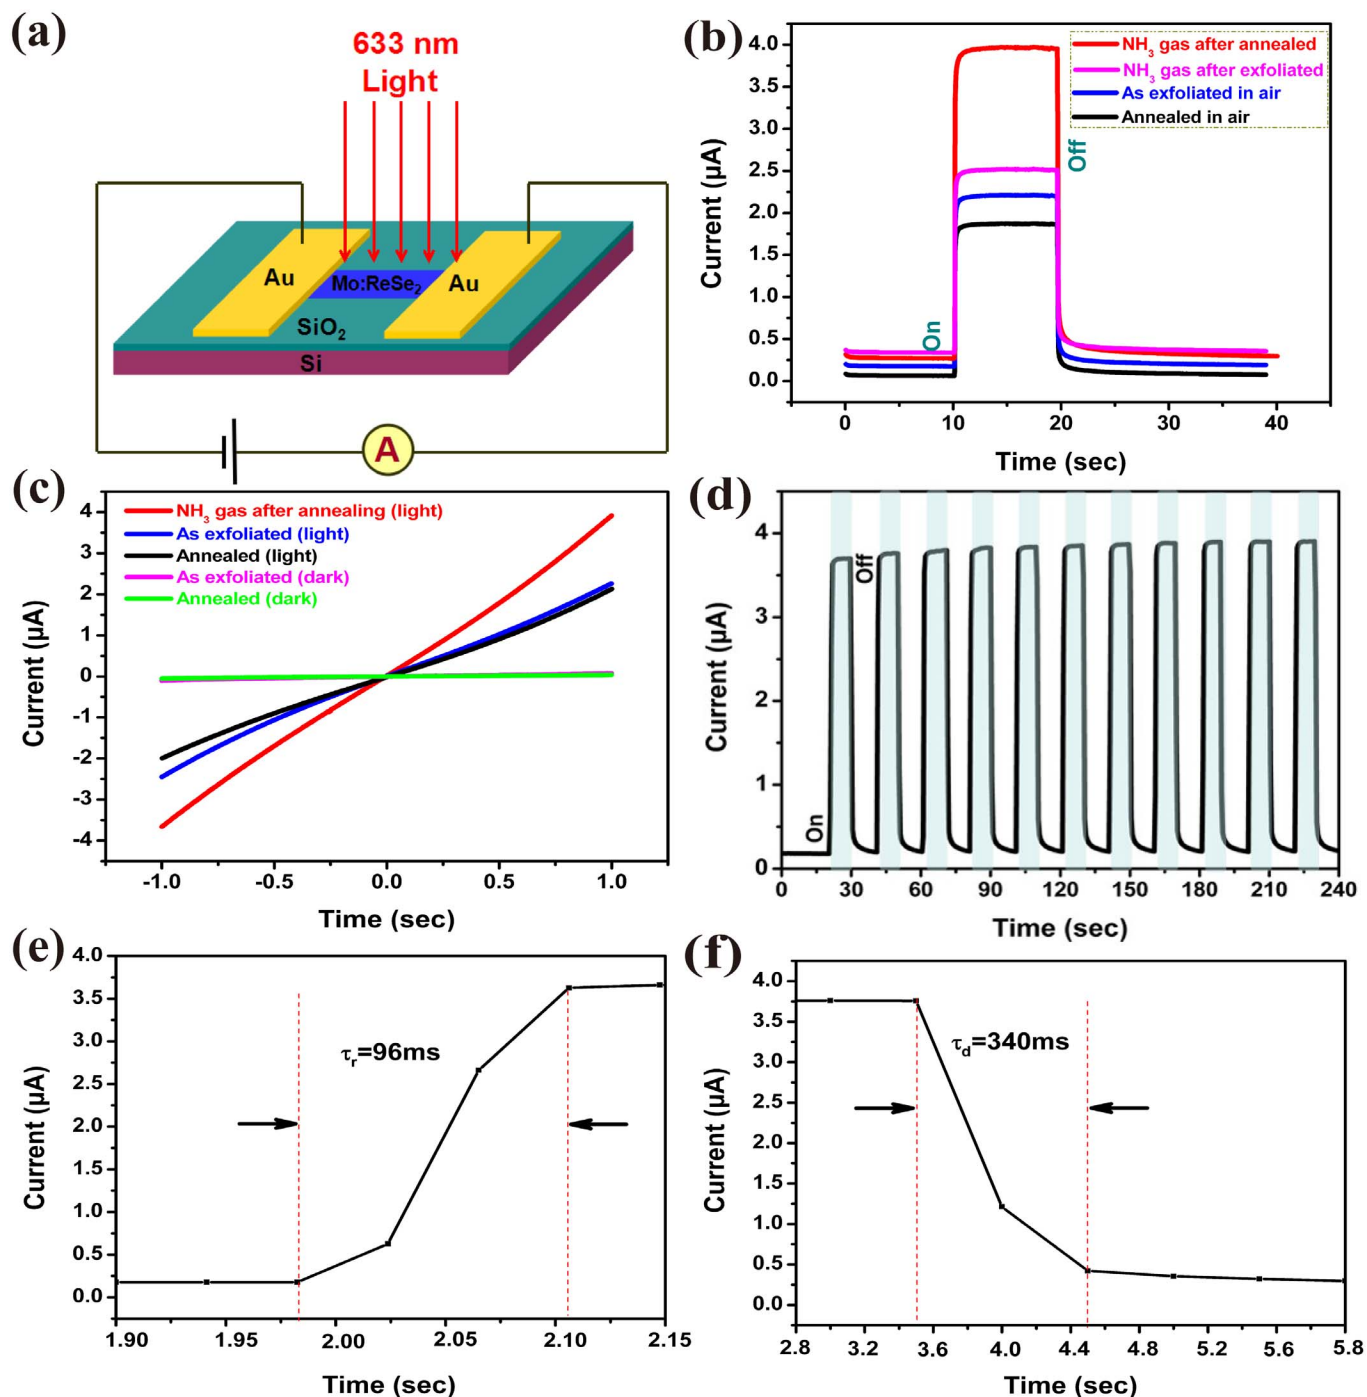 (a)
633 nm
Light
Au
Mo:ReSe₂
Au
SiO₂
Si
A
(b)
NH₃ gas after annealed
NH₃ gas after exfoliated
As exfoliated in air
Annealed in air
On
Off
4.0
3.5
3.0
2.5
2.0
1.5
1.0
0.5
0.0
Current (µA)
0 10 20 30 40
Time (sec)
(c)
NH₃ gas after annealing (light)
As exfoliated (light)
Annealed (light)
As exfoliated (dark)
Annealed (dark)
4
3
2
1
0
-1
-2
-3
-4
Current (µA)
-1.0 -0.5 0.0 0.5 1.0
Time (sec)
(d)
On
Off
4
3
2
1
0
Current (µA)
0 30 60 90 120 150 180 210 240
Time (sec)
(e)
τr=96ms
4.0
3.5
3.0
2.5
2.0
1.5
1.0
0.5
0.0
Current (µA)
1.90 1.95 2.00 2.05 2.10 2.15
Time (sec)
(f)
τd=340ms
4.0
3.5
3.0
2.5
2.0
1.5
1.0
0.5
0.0
Current (µA)
2.8 3.2 3.6 4.0 4.4 4.8 5.2 5.6 5.8
Time (sec)